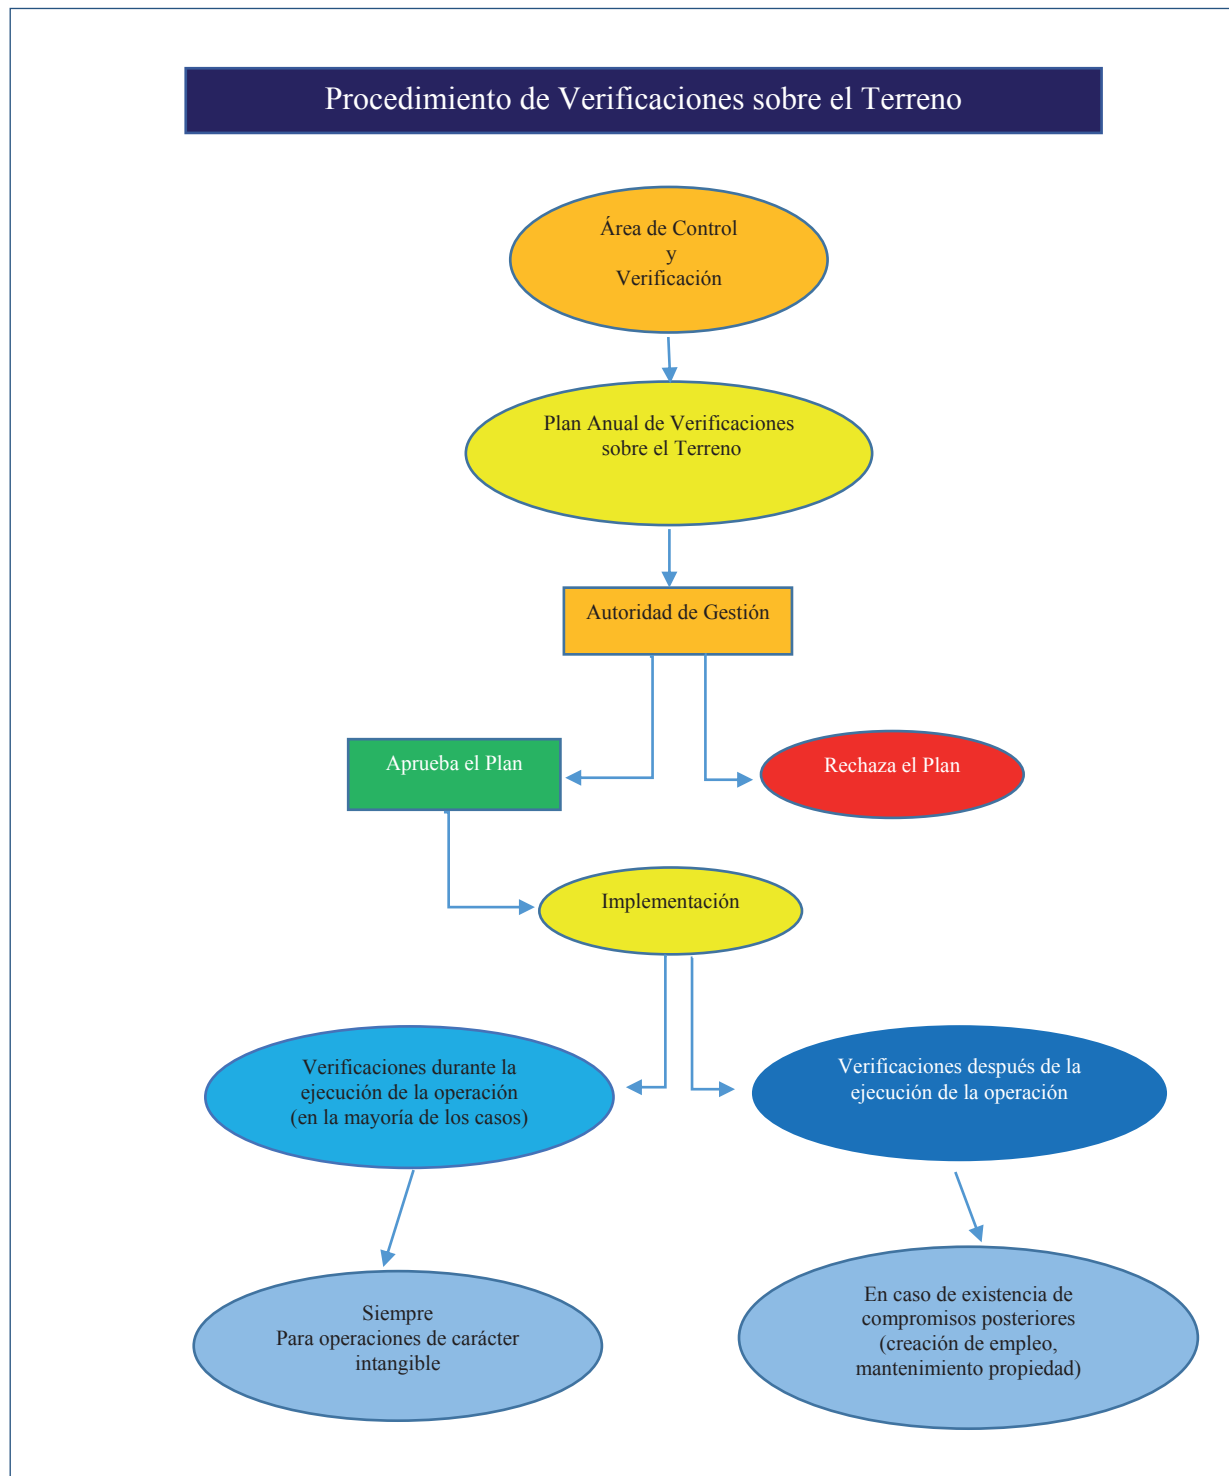 Procedimiento de Verificaciones sobre el Terreno
Área de Control
y
Verificación
Plan Anual de Verificaciones
sobre el Terreno
Autoridad de Gestión
Aprueba el Plan
Rechaza el Plan
Implementación
Verificaciones durante la
ejecución de la operación
(en la mayoría de los casos)
Verificaciones después de la
ejecución de la operación
Siempre
Para operaciones de carácter
intangible
En caso de existencia de
compromisos posteriores
(creación de empleo,
mantenimiento propiedad)